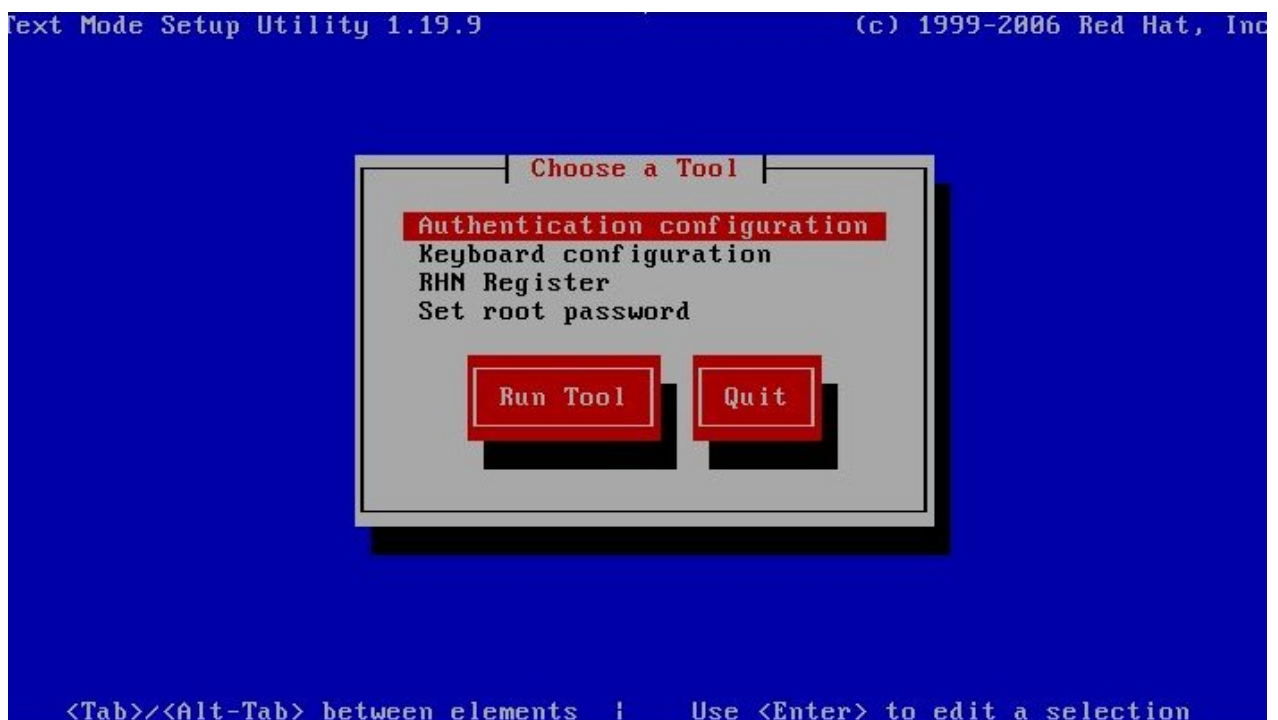 Text Mode Setup Utility 1.19.9 (c) 1999-2006 Red Hat, Inc
Choose a Tool
Authentication configuration
Keyboard configuration
RHN Register
Set root password
Run Tool Quit
<Tab>/<Alt-Tab> between elements | Use <Enter> to edit a selection